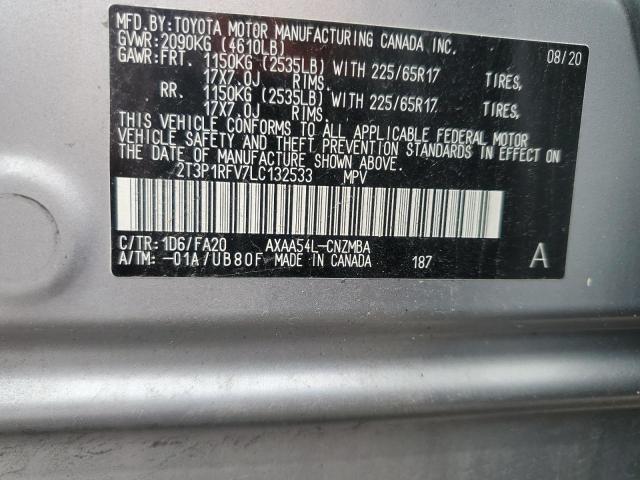 MFD.BY:TOYOTA MOTOR MANUFACTURING CANADA INC.
GVWR:2090KG (4610LB) 08/20
GAWR:FRT. 1150KG (2535LB) WITH 225/65R17 TIRES,
17X7.0J RIMS.
RR. 1150KG (2535LB) WITH 225/65R17 TIRES,
17X7.0J RIMS.
THIS VEHICLE CONFORMS TO ALL APPLICABLE FEDERAL MOTOR
VEHICLE SAFETY AND THEFT PREVENTION STANDARDS IN EFFECT ON
THE DATE OF MANUFACTURE SHOWN ABOVE.
2T3P1RFV7LC132533 MPV
C/TR:1D6/FA20 AXAA54L-CNZMBA
A/TM:-01A/UB80F MADE IN CANADA 187 A